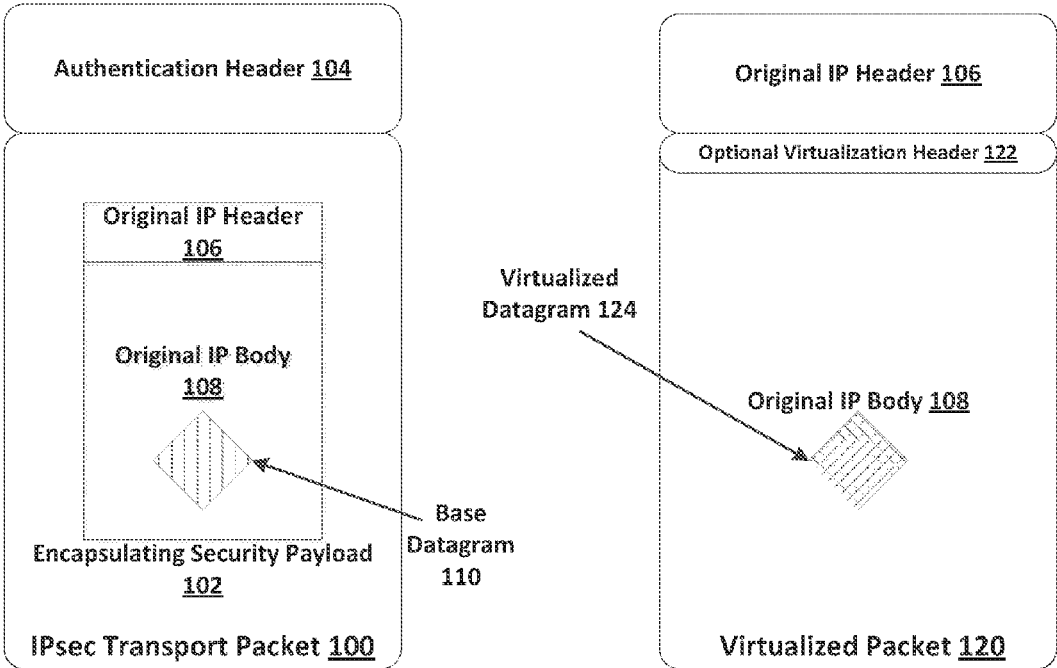 Authentication Header 104
Original IP Header
106
Original IP Body
108
Base
Datagram
110
Encapsulating Security Payload
102
IPsec Transport Packet 100
Original IP Header 106
Optional Virtualization Header 122
Virtualized
Datagram 124
Original IP Body 108
Virtualized Packet 120